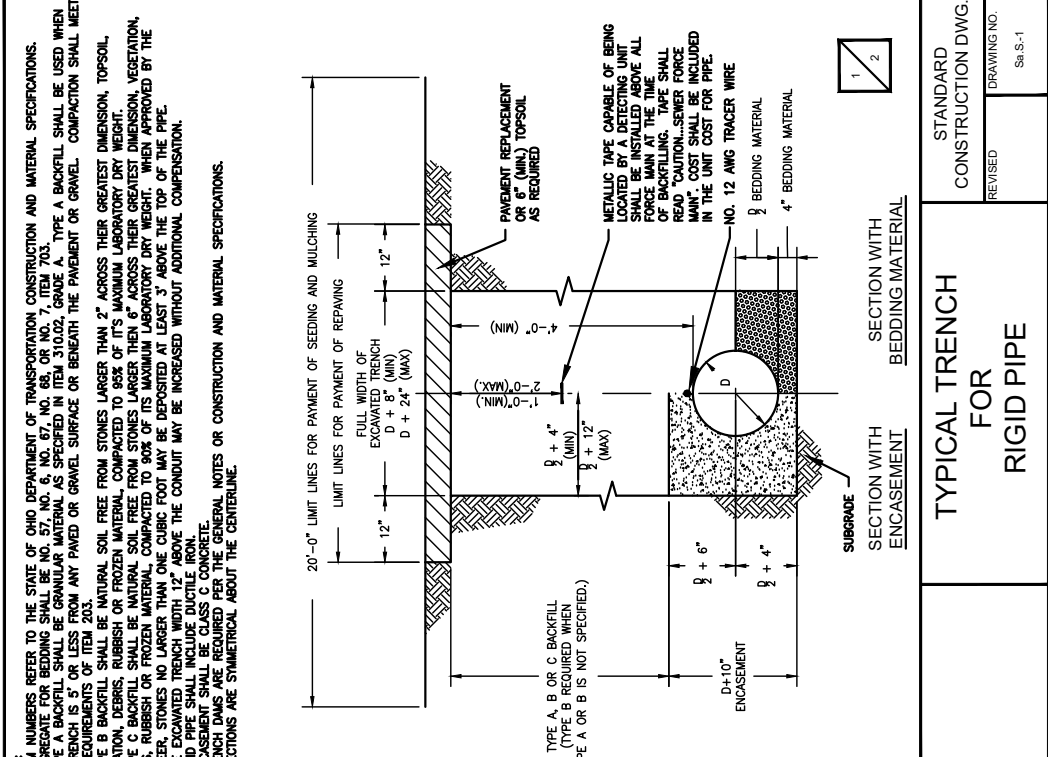 M NUMBERS REFER TO THE STATE OF OHIO DEPARTMENT OF TRANSPORTATION CONSTRUCTION AND MATERIAL SPECIFICATIONS.
GREGATE FOR BEDDING SHALL BE NO. 57, NO. 6, NO. 67, NO. 68, OR NO. 7, ITEM 703.
PE A BACKFILL SHALL BE GRANULAR MATERIAL AS SPECIFIED IN ITEM 310.02, GRADE A. TYPE A BACKFILL SHALL BE USED WHEN
RENCH IS 5' OR LESS FROM ANY PAVED OR GRAVEL SURFACE OR BENEATH THE PAVEMENT OR GRAVEL. COMPACTION SHALL MEET
EQUIREMENTS OF ITEM 203.
PE B BACKFILL SHALL BE NATURAL SOIL FREE FROM STONES LARGER THAN 2" ACROSS THEIR GREATEST DIMENSION, TOPSOIL,
ATION, DEBRIS, RUBBISH OR FROZEN MATERIAL, COMPACTED TO 95% OF IT'S MAXIMUM LABORATORY DRY WEIGHT.
PE C BACKFILL SHALL BE NATURAL SOIL FREE FROM STONES LARGER THEN 6" ACROSS THEIR GREATEST DIMENSION, VEGETATION,
S, RUBBISH OR FROZEN MATERIAL, COMPACTED TO 90% OF ITS MAXIMUM LABORATORY DRY WEIGHT. WHEN APPROVED BY THE
EER, STONES NO LARGER THAN ONE CUBIC FOOT MAY BE DEPOSITED AT LEAST 3' ABOVE THE TOP OF THE PIPE.
E EXCAVATED TRENCH WIDTH 12" ABOVE THE CONDUIT MAY BE INCREASED WITHOUT ADDITIONAL COMPENSATION.
ID PIPE SHALL INCLUDE DUCTILE IRON.
CASEMENT SHALL BE CLASS C CONCRETE.
ENCH DAMS ARE REQUIRED PER THE GENERAL NOTES OR CONSTRUCTION AND MATERIAL SPECIFICATIONS.
ECTIONS ARE SYMMETRICAL ABOUT THE CENTERLINE.
20'-0" LIMIT LINES FOR PAYMENT OF SEEDING AND MULCHING
LIMIT LINES FOR PAYMENT OF REPAVING
12"
FULL WIDTH OF
EXCAVATED TRENCH
D + 8" (MIN)
D + 24" (MAX)
12"
PAVEMENT REPLACEMENT
OR 6" (MIN.) TOPSOIL
AS REQUIRED
1'-0"(MIN.)
2'-0"(MAX.)
4'-0" (MIN)
METALLIC TAPE CAPABLE OF BEING
LOCATED BY A DETECTING UNIT
SHALL BE INSTALLED ABOVE ALL
FORCE MAIN AT THE TIME
OF BACKFILLING. TAPE SHALL
READ "CAUTION...SEWER FORCE
MAIN". COST SHALL BE INCLUDED
IN THE UNIT COST FOR PIPE.
NO. 12 AWG TRACER WIRE
D/2 + 4"
(MIN)
D/2 + 12"
(MAX)
TYPE A, B OR C BACKFILL
(TYPE B REQUIRED WHEN
PE A OR B IS NOT SPECIFIED.)
D+10"
ENCASEMENT
D/2 + 6"
D/2 + 4"
D
D/2 BEDDING MATERIAL
4" BEDDING MATERIAL
SUBGRADE
SECTION WITH
ENCASEMENT
SECTION WITH
BEDDING MATERIAL
1
2
TYPICAL TRENCH
FOR
RIGID PIPE
STANDARD
CONSTRUCTION DWG.
REVISED
DRAWING NO.
Sa.S.-1